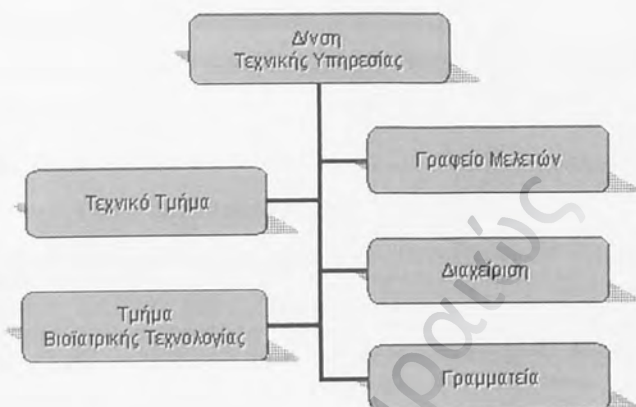 Δ/νση
Τεχνικής Υπηρεσίας
Γραφείο Μελετών
Τεχνικό Τμήμα
Διαχείριση
Τμήμα
Βιοϊατρικής Τεχνολογίας
Γραμματεία